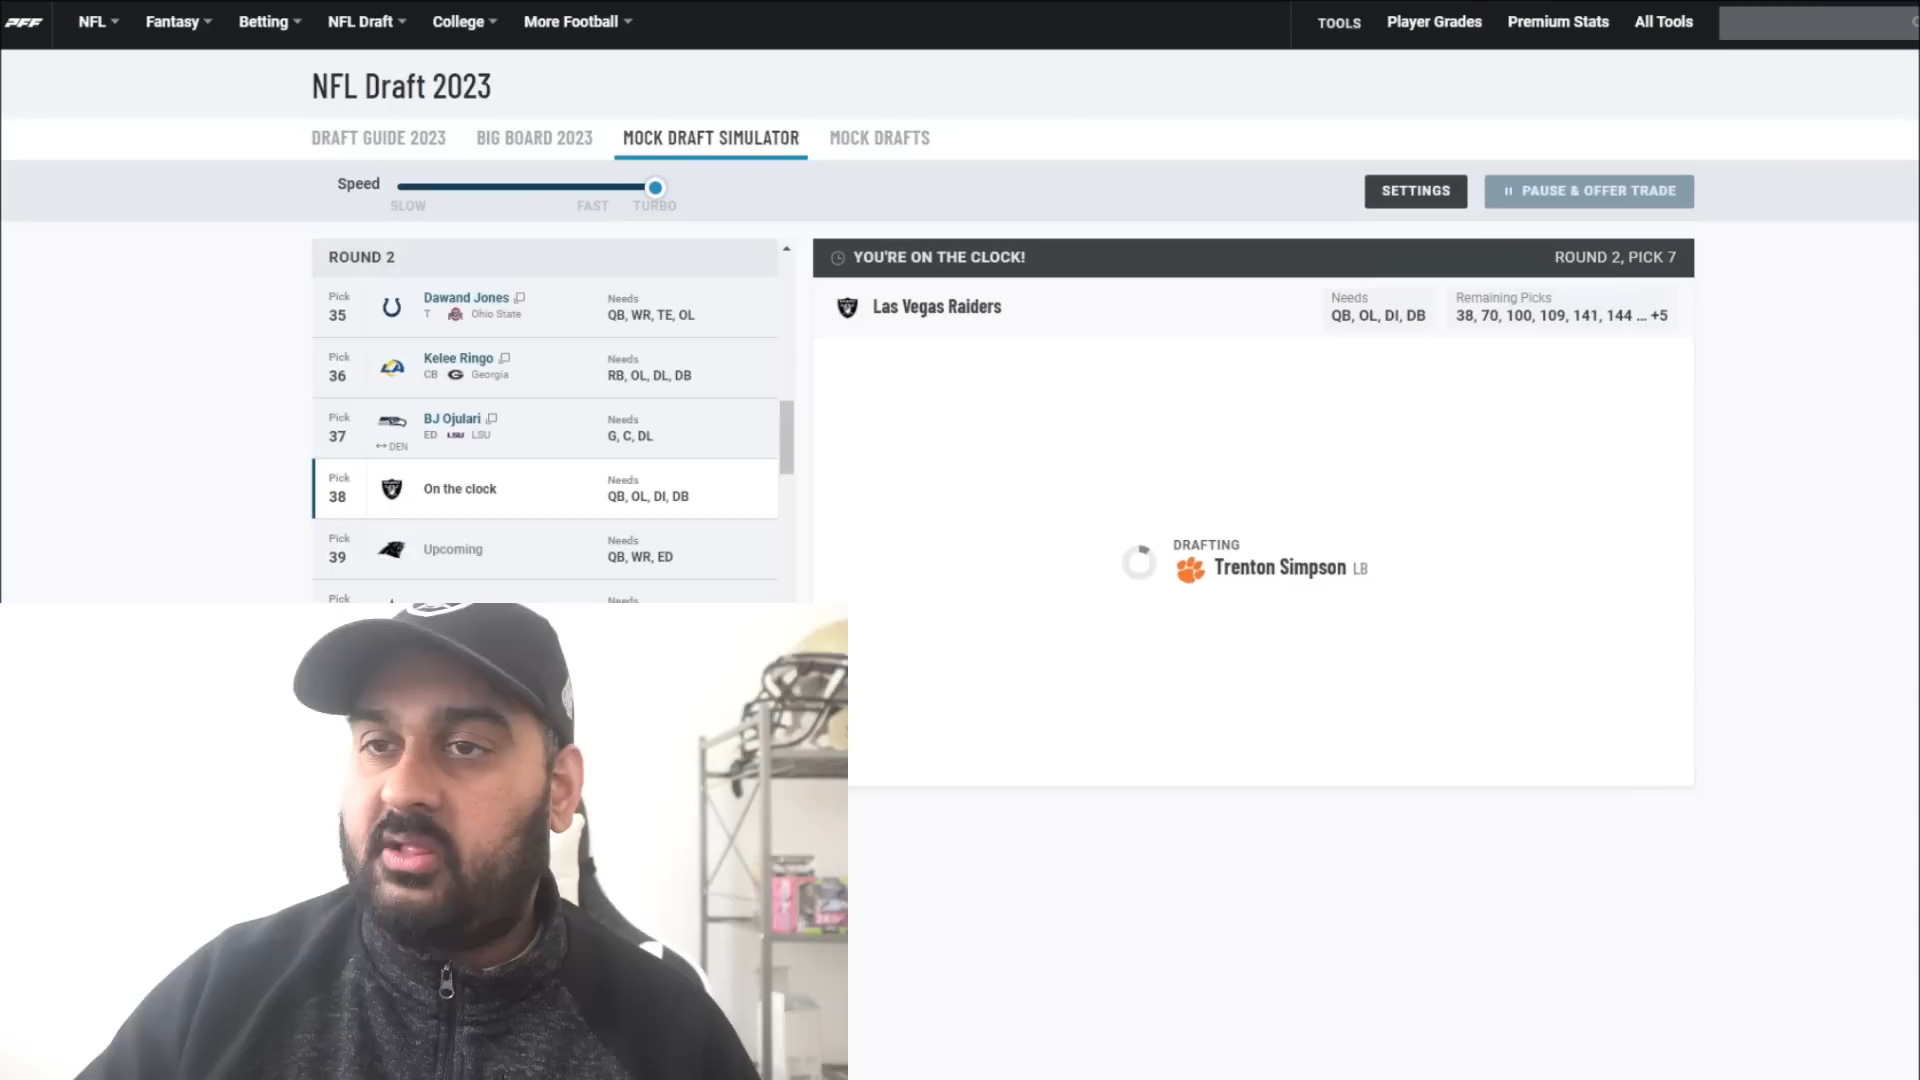 PFF NFL Fantasy Betting NFL Draft College More Football TOOLS Player Grades Premium Stats All Tools
NFL Draft 2023
DRAFT GUIDE 2023 BIG BOARD 2023 MOCK DRAFT SIMULATOR MOCK DRAFTS
Speed
SLOW FAST TURBO
SETTINGS
PAUSE & OFFER TRADE
ROUND 2
Pick
35
Dawand Jones
T Ohio State
Needs
QB, WR, TE, OL
Pick
36
Kelee Ringo
CB Georgia
Needs
RB, OL, DL, DB
Pick
37
↔ DEN
BJ Ojulari
ED LSU LSU
Needs
G, C, DL
Pick
38
On the clock
Needs
QB, OL, DI, DB
Pick
39
Upcoming
Needs
QB, WR, ED
Pick
Needs
YOU'RE ON THE CLOCK! ROUND 2, PICK 7
Las Vegas Raiders
Needs
QB, OL, DI, DB
Remaining Picks
38, 70, 100, 109, 141, 144 ... +5
DRAFTING
Trenton Simpson LB